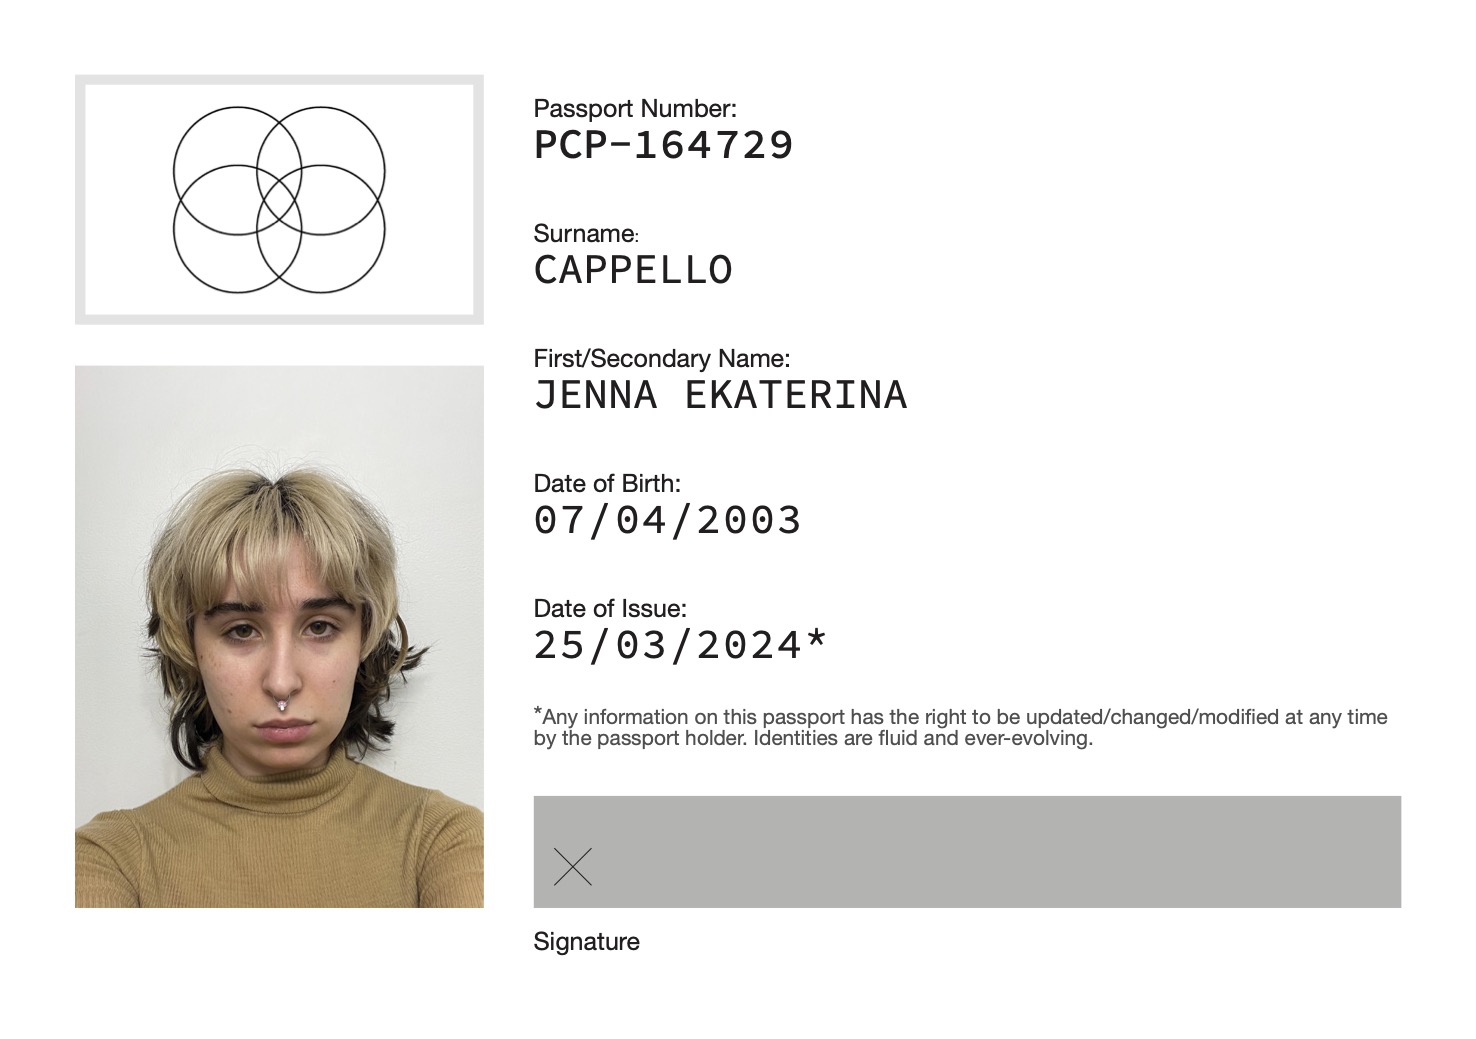 Passport Number:
PCP-164729
Surname:
CAPPELLO
First/Secondary Name:
JENNA EKATERINA
Date of Birth:
07/04/2003
Date of Issue:
25/03/2024*
*Any information on this passport has the right to be updated/changed/modified at any time
by the passport holder. Identities are fluid and ever-evolving.
Signature